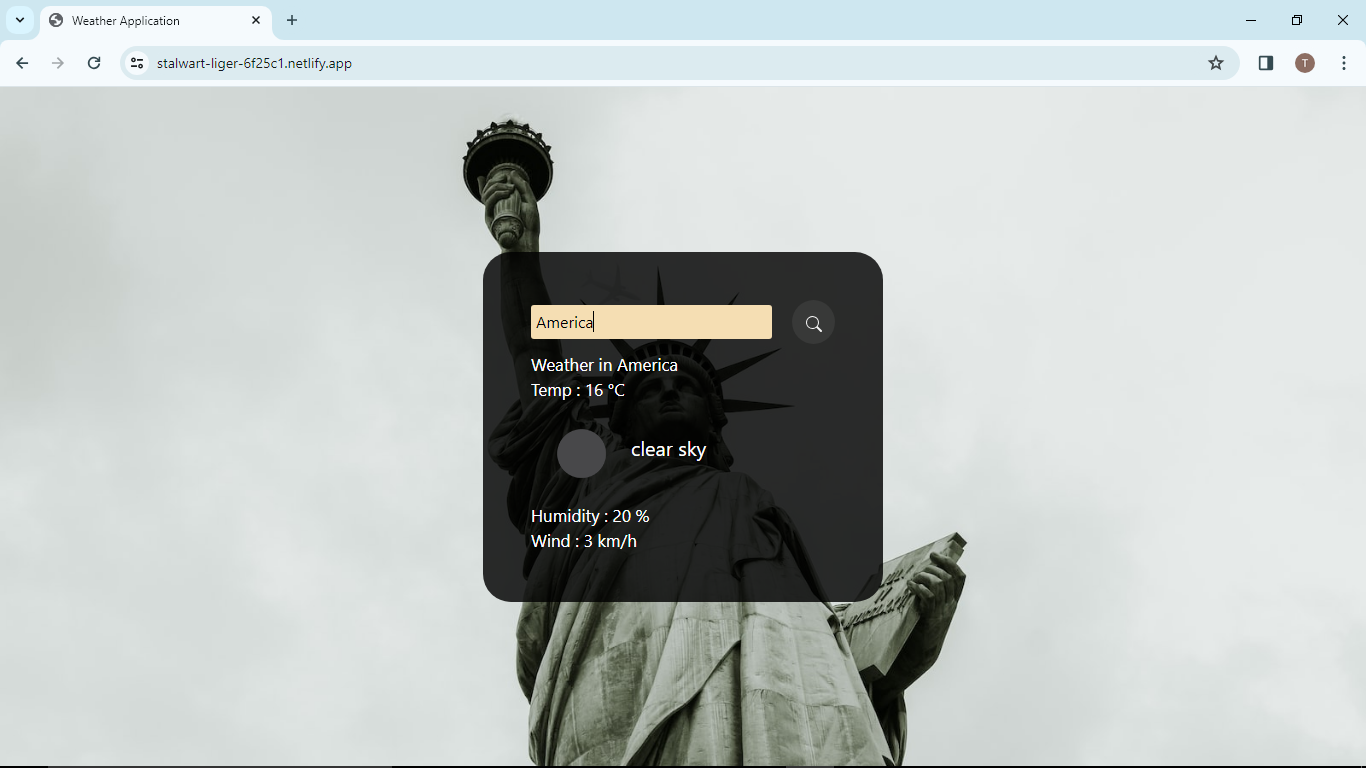 Weather Application
stalwart-liger-6f25c1.netlify.app
T
America
Weather in America
Temp : 16 °C
clear sky
Humidity : 20 %
Wind : 3 km/h